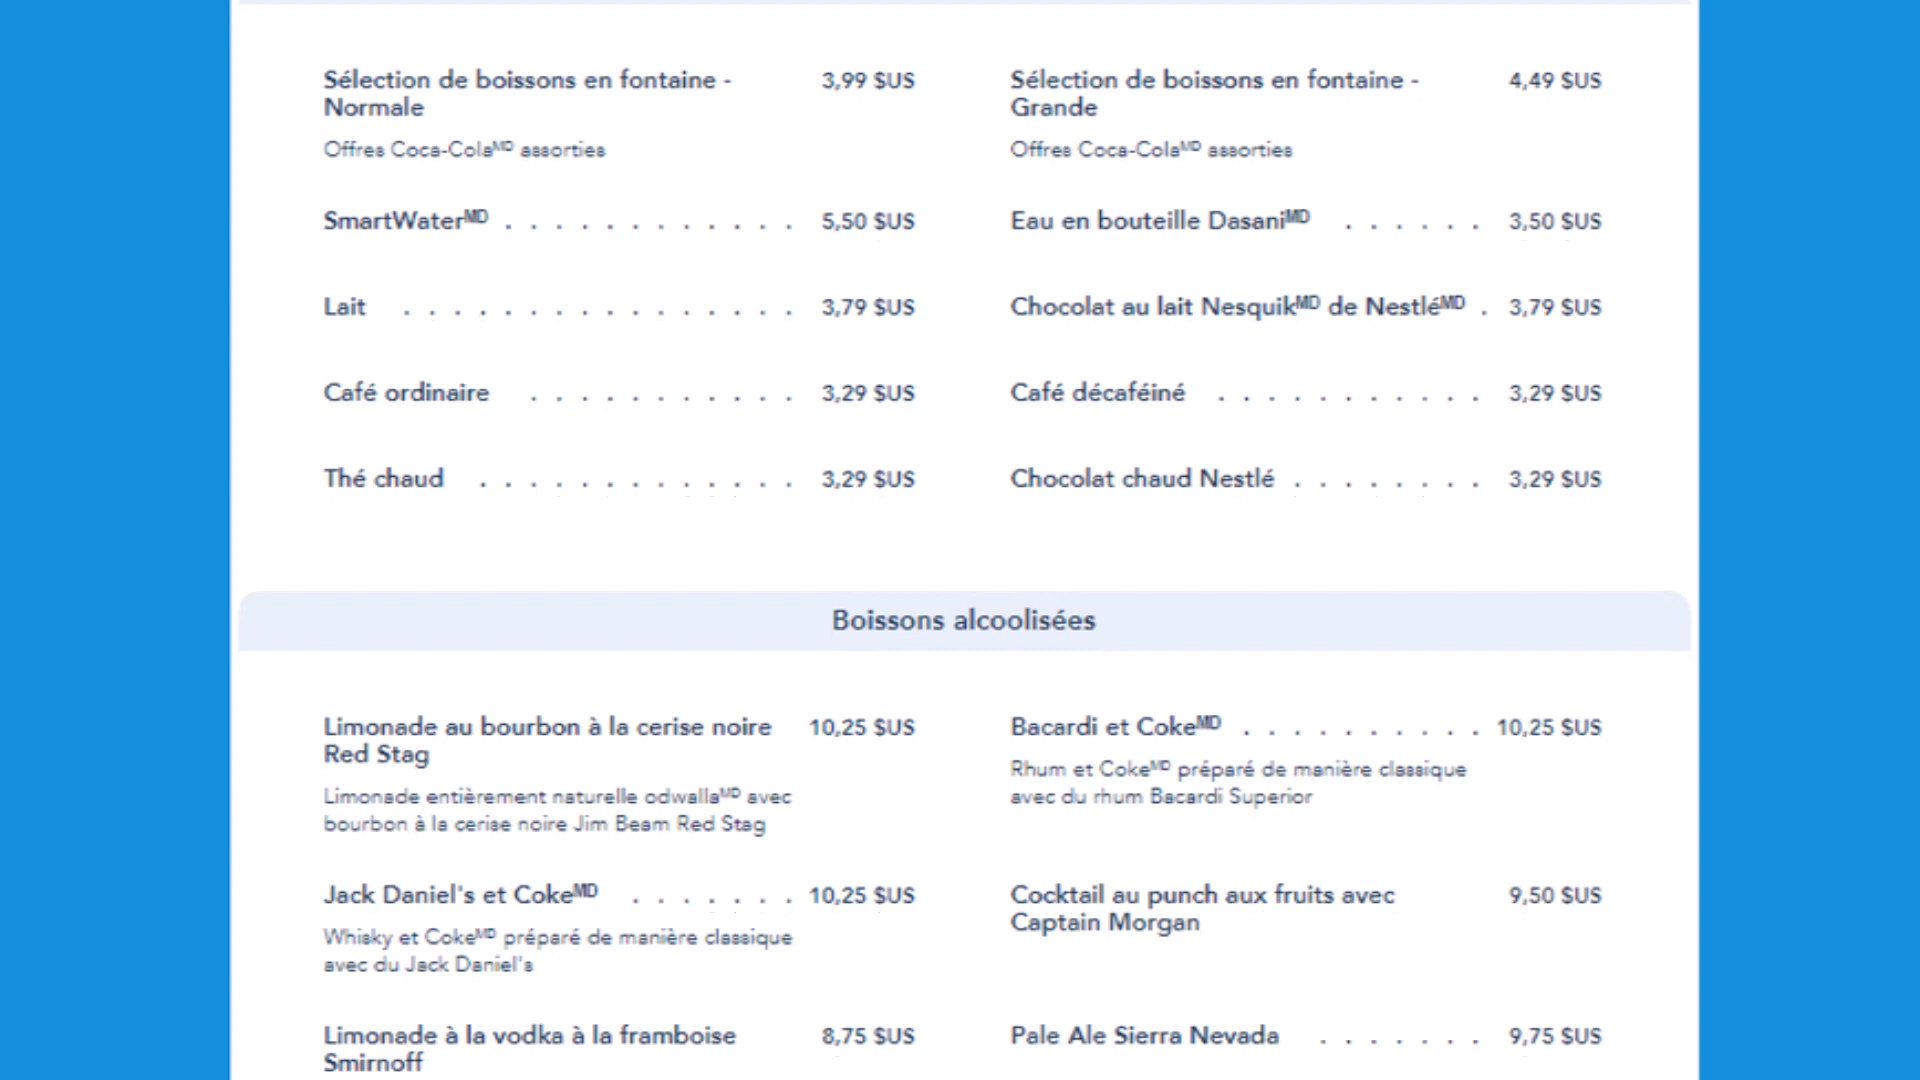 Sélection de boissons en fontaine - 3,99 $US
Normale
Offres Coca-Colaᴹᴰ assorties
Sélection de boissons en fontaine - 4,49 $US
Grande
Offres Coca-Colaᴹᴰ assorties
SmartWaterᴹᴰ . . . . . . . . . . . . 5,50 $US
Eau en bouteille Dasaniᴹᴰ . . . . . . 3,50 $US
Lait . . . . . . . . . . . . . . . . 3,79 $US
Chocolat au lait Nesquikᴹᴰ de Nestléᴹᴰ . 3,79 $US
Café ordinaire . . . . . . . . . . . 3,29 $US
Café décaféiné . . . . . . . . . . . 3,29 $US
Thé chaud . . . . . . . . . . . . . 3,29 $US
Chocolat chaud Nestlé . . . . . . . . 3,29 $US
Boissons alcoolisées
Limonade au bourbon à la cerise noire 10,25 $US
Red Stag
Limonade entièrement naturelle odwallaᴹᴰ avec
bourbon à la cerise noire Jim Beam Red Stag
Bacardi et Cokeᴹᴰ . . . . . . . . . . 10,25 $US
Rhum et Cokeᴹᴰ préparé de manière classique
avec du rhum Bacardi Superior
Jack Daniel's et Cokeᴹᴰ . . . . . . . 10,25 $US
Whisky et Cokeᴹᴰ préparé de manière classique
avec du Jack Daniel's
Cocktail au punch aux fruits avec 9,50 $US
Captain Morgan
Limonade à la vodka à la framboise 8,75 $US
Smirnoff
Pale Ale Sierra Nevada . . . . . . . 9,75 $US